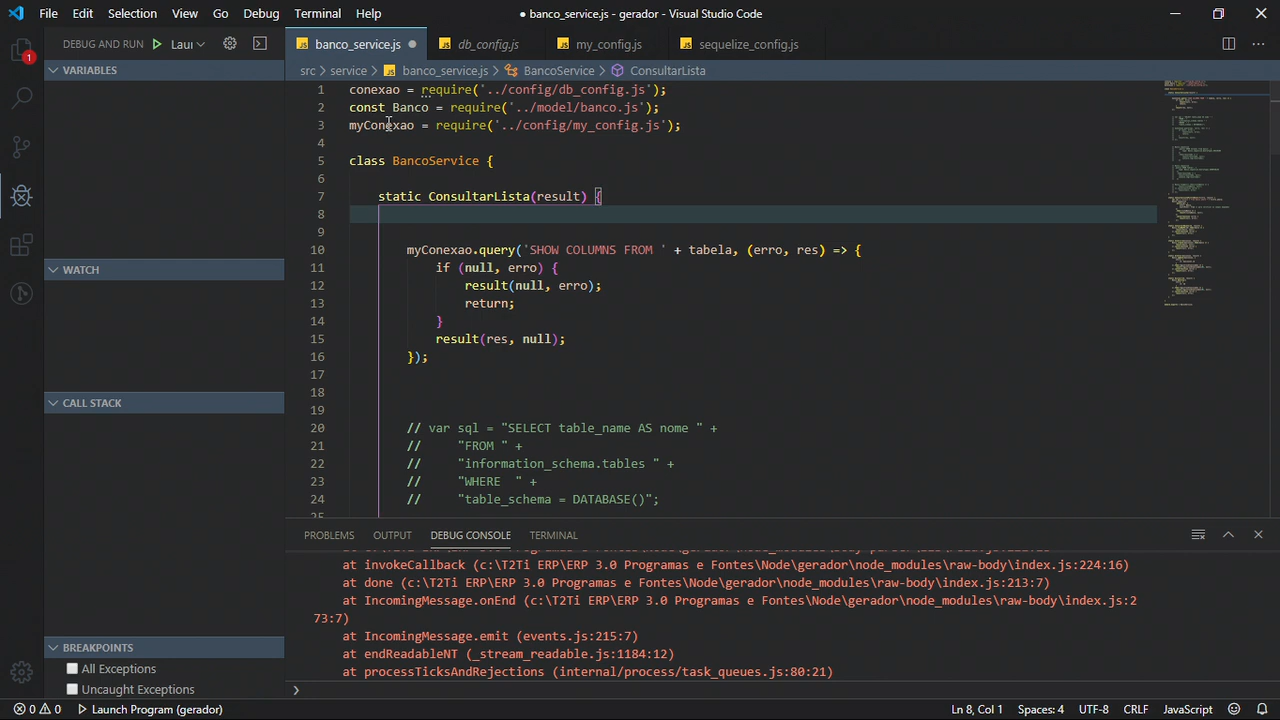 File Edit Selection View Go Debug Terminal Help
● banco_service.js - gerador - Visual Studio Code
1
DEBUG AND RUN Laun
banco_service.js
db_config.js
my_config.js
sequelize_config.js
VARIABLES
WATCH
CALL STACK
BREAKPOINTS
All Exceptions
Uncaught Exceptions
src > service > banco_service.js > BancoService > ConsultarLista
1 conexao = require('../config/db_config.js');
2 const Banco = require('../model/banco.js');
3 myConexao = require('../config/my_config.js');
4
5 class BancoService {
6
7 static ConsultarLista(result) {
8
9
10 myConexao.query('SHOW COLUMNS FROM ' + tabela, (erro, res) => {
11 if (null, erro) {
12 result(null, erro);
13 return;
14 }
15 result(res, null);
16 });
17
18
19
20 // var sql = "SELECT table_name AS nome " +
21 // "FROM " +
22 // "information_schema.tables " +
23 // "WHERE  " +
24 // "table_schema = DATABASE()";
25
PROBLEMS OUTPUT DEBUG CONSOLE TERMINAL
at invokeCallback (c:\T2Ti ERP\ERP 3.0 Programas e Fontes\Node\gerador\node_modules\raw-body\index.js:224:16)
at done (c:\T2Ti ERP\ERP 3.0 Programas e Fontes\Node\gerador\node_modules\raw-body\index.js:213:7)
at IncomingMessage.onEnd (c:\T2Ti ERP\ERP 3.0 Programas e Fontes\Node\gerador\node_modules\raw-body\index.js:2
73:7)
at IncomingMessage.emit (events.js:215:7)
at endReadableNT (_stream_readable.js:1184:12)
at processTicksAndRejections (internal/process/task_queues.js:80:21)
0 0 Launch Program (gerador)
Ln 8, Col 1 Spaces: 4 UTF-8 CRLF JavaScript